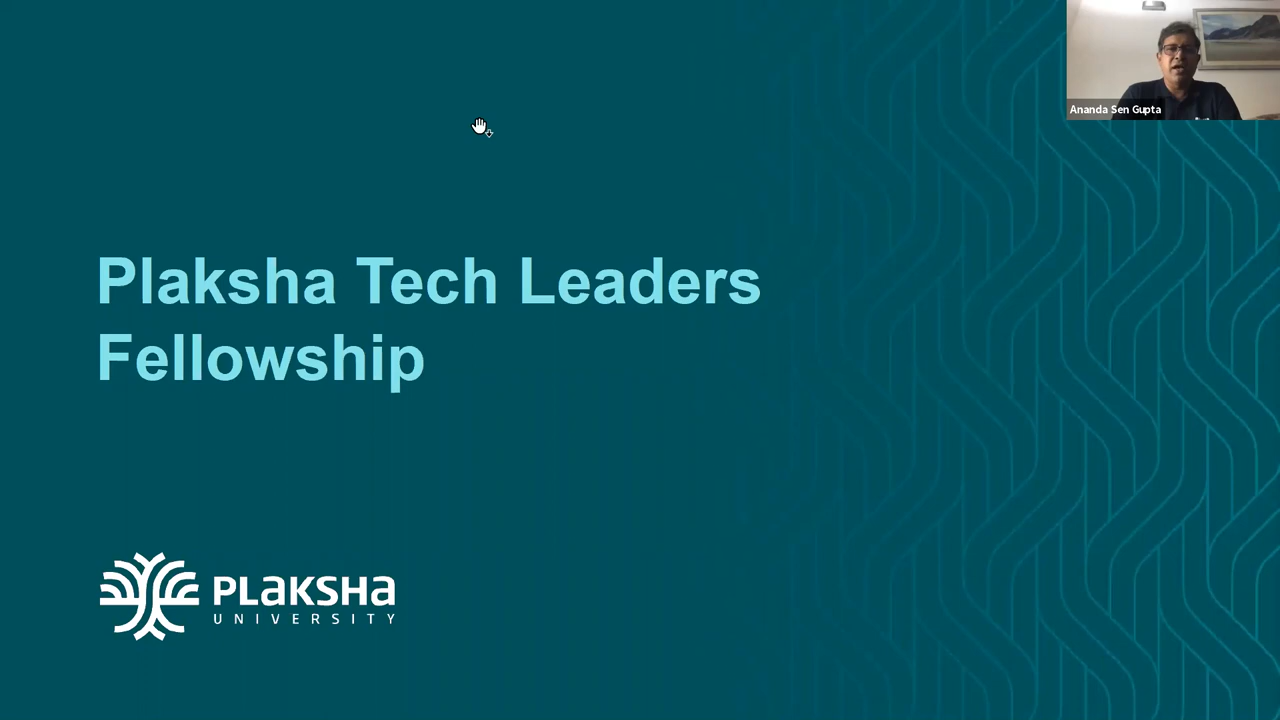 Ananda Sen Gupta
Plaksha Tech Leaders
Fellowship
PLAKSHA
UNIVERSITY